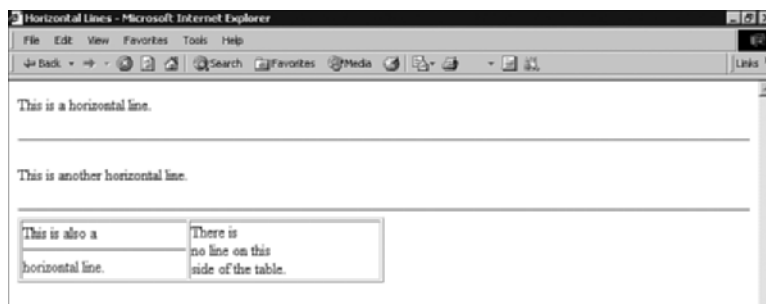 Horizontal Lines - Microsoft Internet Explorer
File Edit View Favorites Tools Help
Back Search Favorites Media Links
This is a horizontal line.
This is another horizontal line.
This is also a
horizontal line.
There is
no line on this
side of the table.